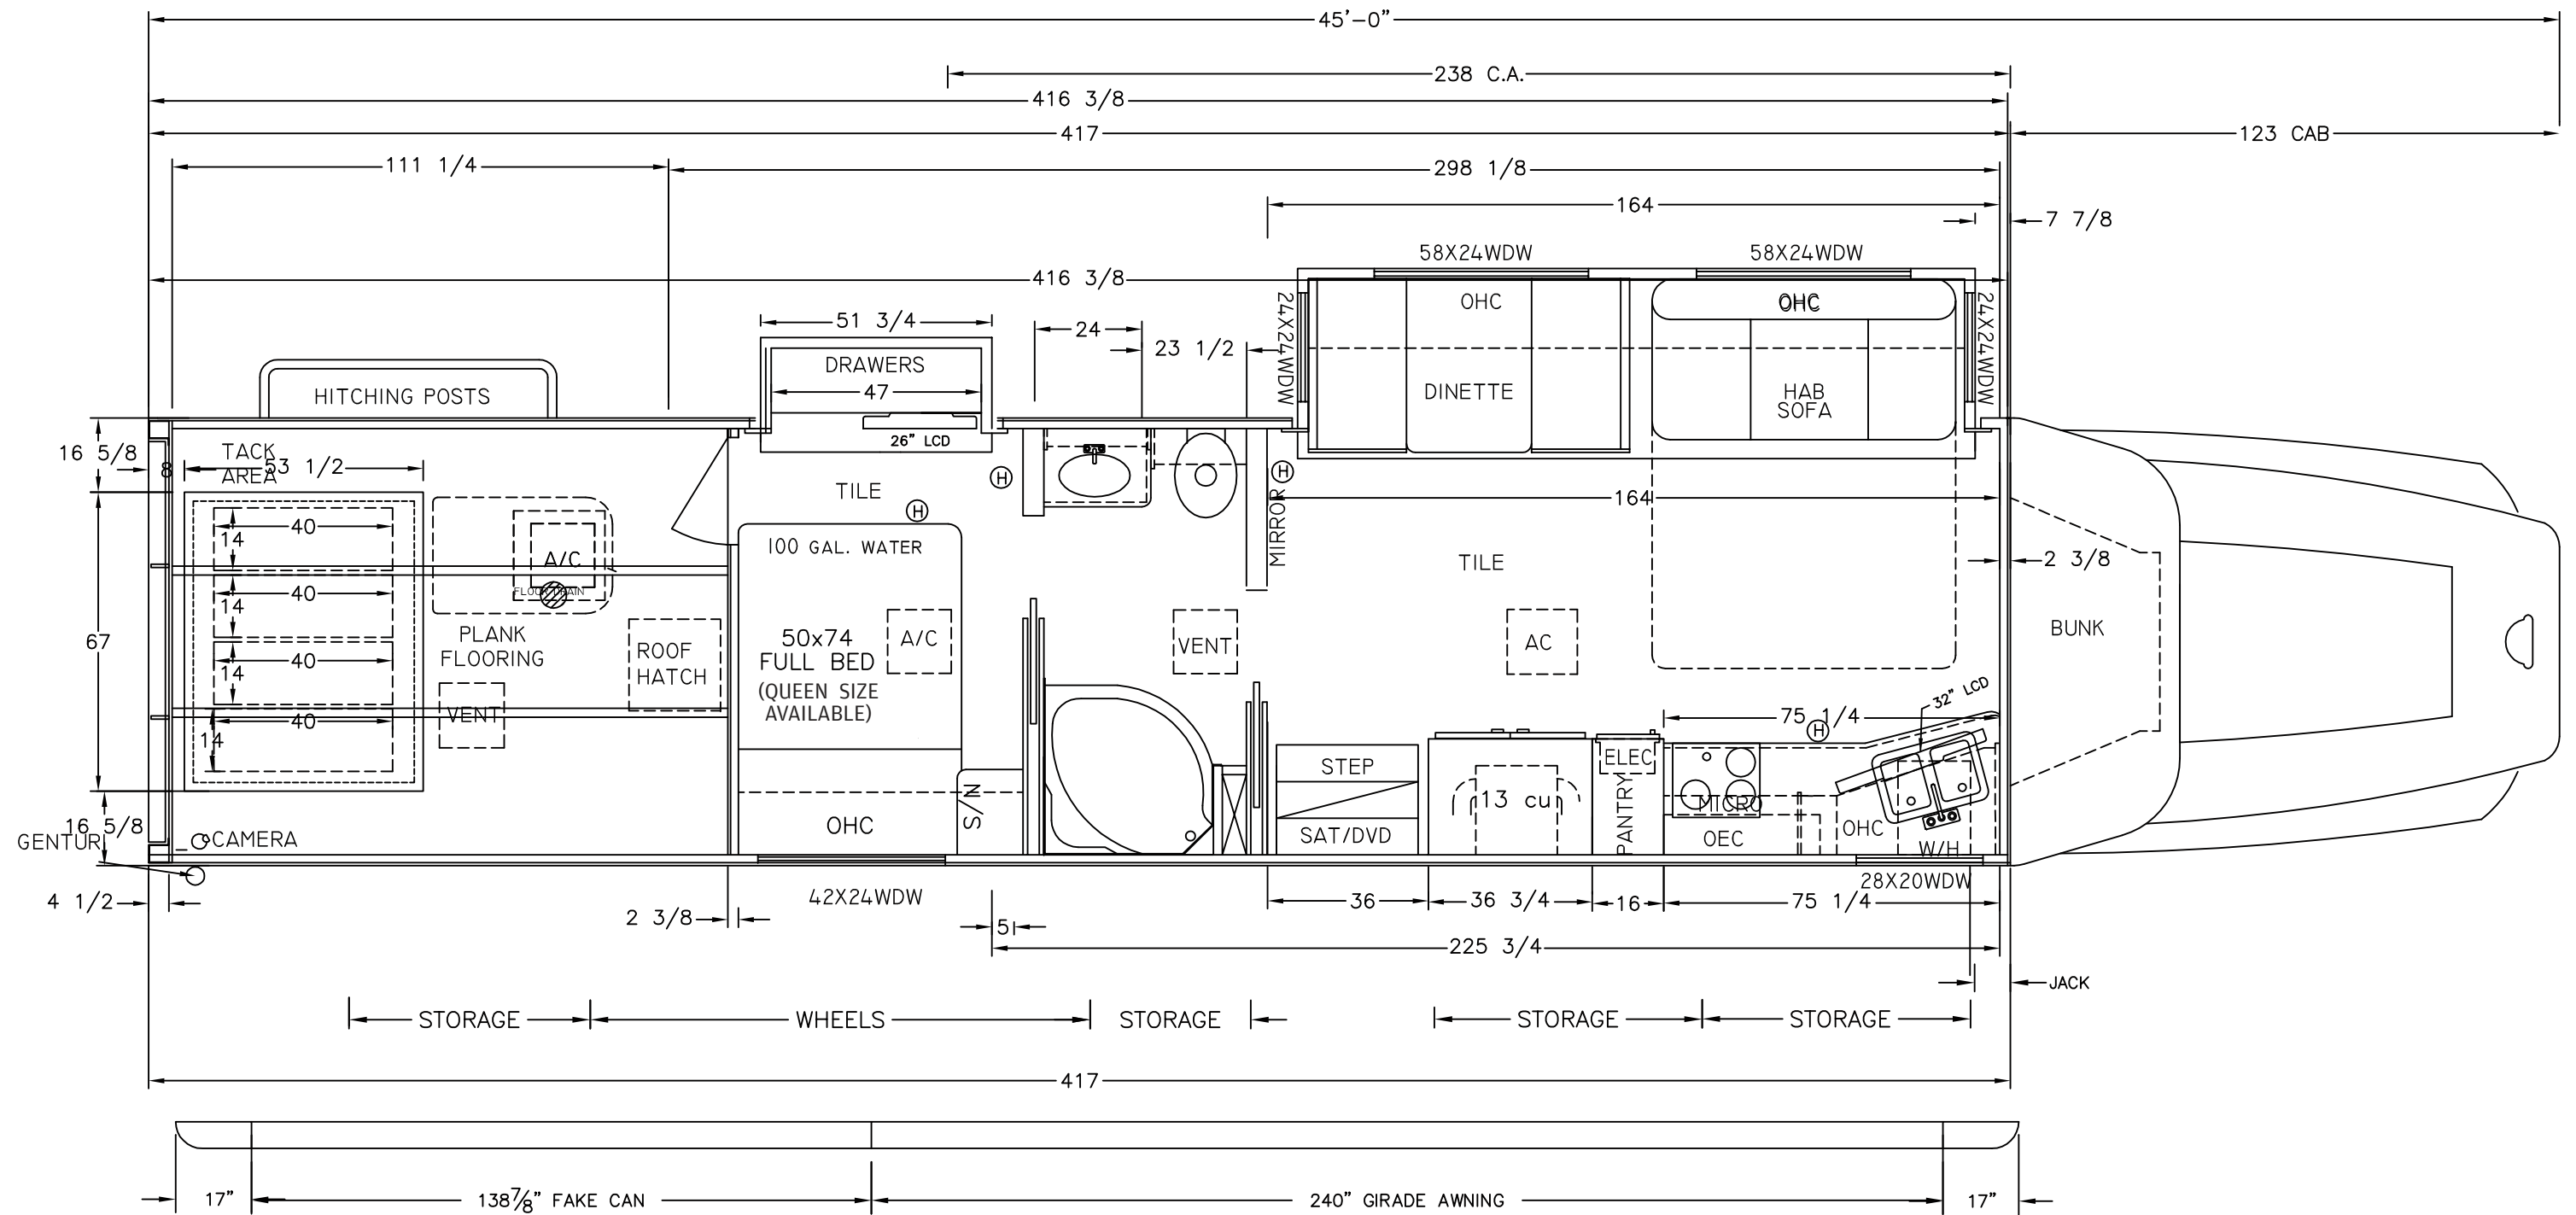 45'-0"
238 C.A.
416 3/8
417
123 CAB
111 1/4
298 1/8
164
7 7/8
58X24WDW
58X24WDW
416 3/8
24X24WDW
OHC
OHC
24X24WDW
51 3/4
24
23 1/2
DRAWERS
47
HITCHING POSTS
DINETTE
HAB
SOFA
26" LCD
16 5/8
TACK
AREA
53 1/2
8
TILE
H
H
H
MIRROR
164
40
14
A/C
FLOOR DRAIN
100 GAL. WATER
TILE
2 3/8
40
14
67
PLANK
FLOORING
ROOF
HATCH
50x74
FULL BED
(QUEEN SIZE
AVAILABLE)
A/C
VENT
AC
BUNK
40
14
VENT
40
14
32" LCD
75 1/4
H
STEP
ELEC
13 cu
MICRO
PANTRY
SAT/DVD
OEC
OHC
W/H
S/N
OHC
16 5/8
GENTUR
CAMERA
28X20WDW
4 1/2
2 3/8
42X24WDW
5
36
36 3/4
16
75 1/4
225 3/4
JACK
STORAGE
WHEELS
STORAGE
STORAGE
STORAGE
417
17"
138 7/8" FAKE CAN
240" GIRADE AWNING
17"